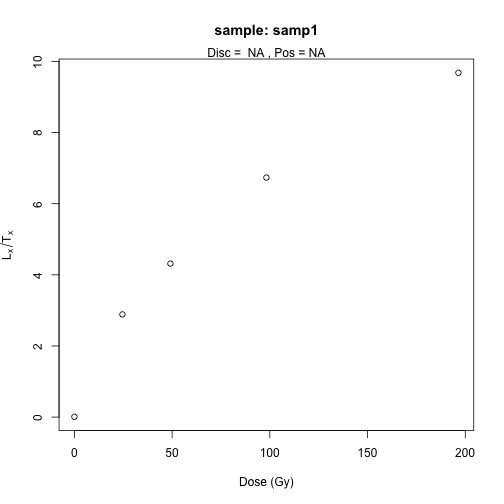 sample: samp1
Disc =  NA , Pos = NA
10
8
6
4
2
0
Lx/Tx
0 50 100 150 200
Dose (Gy)